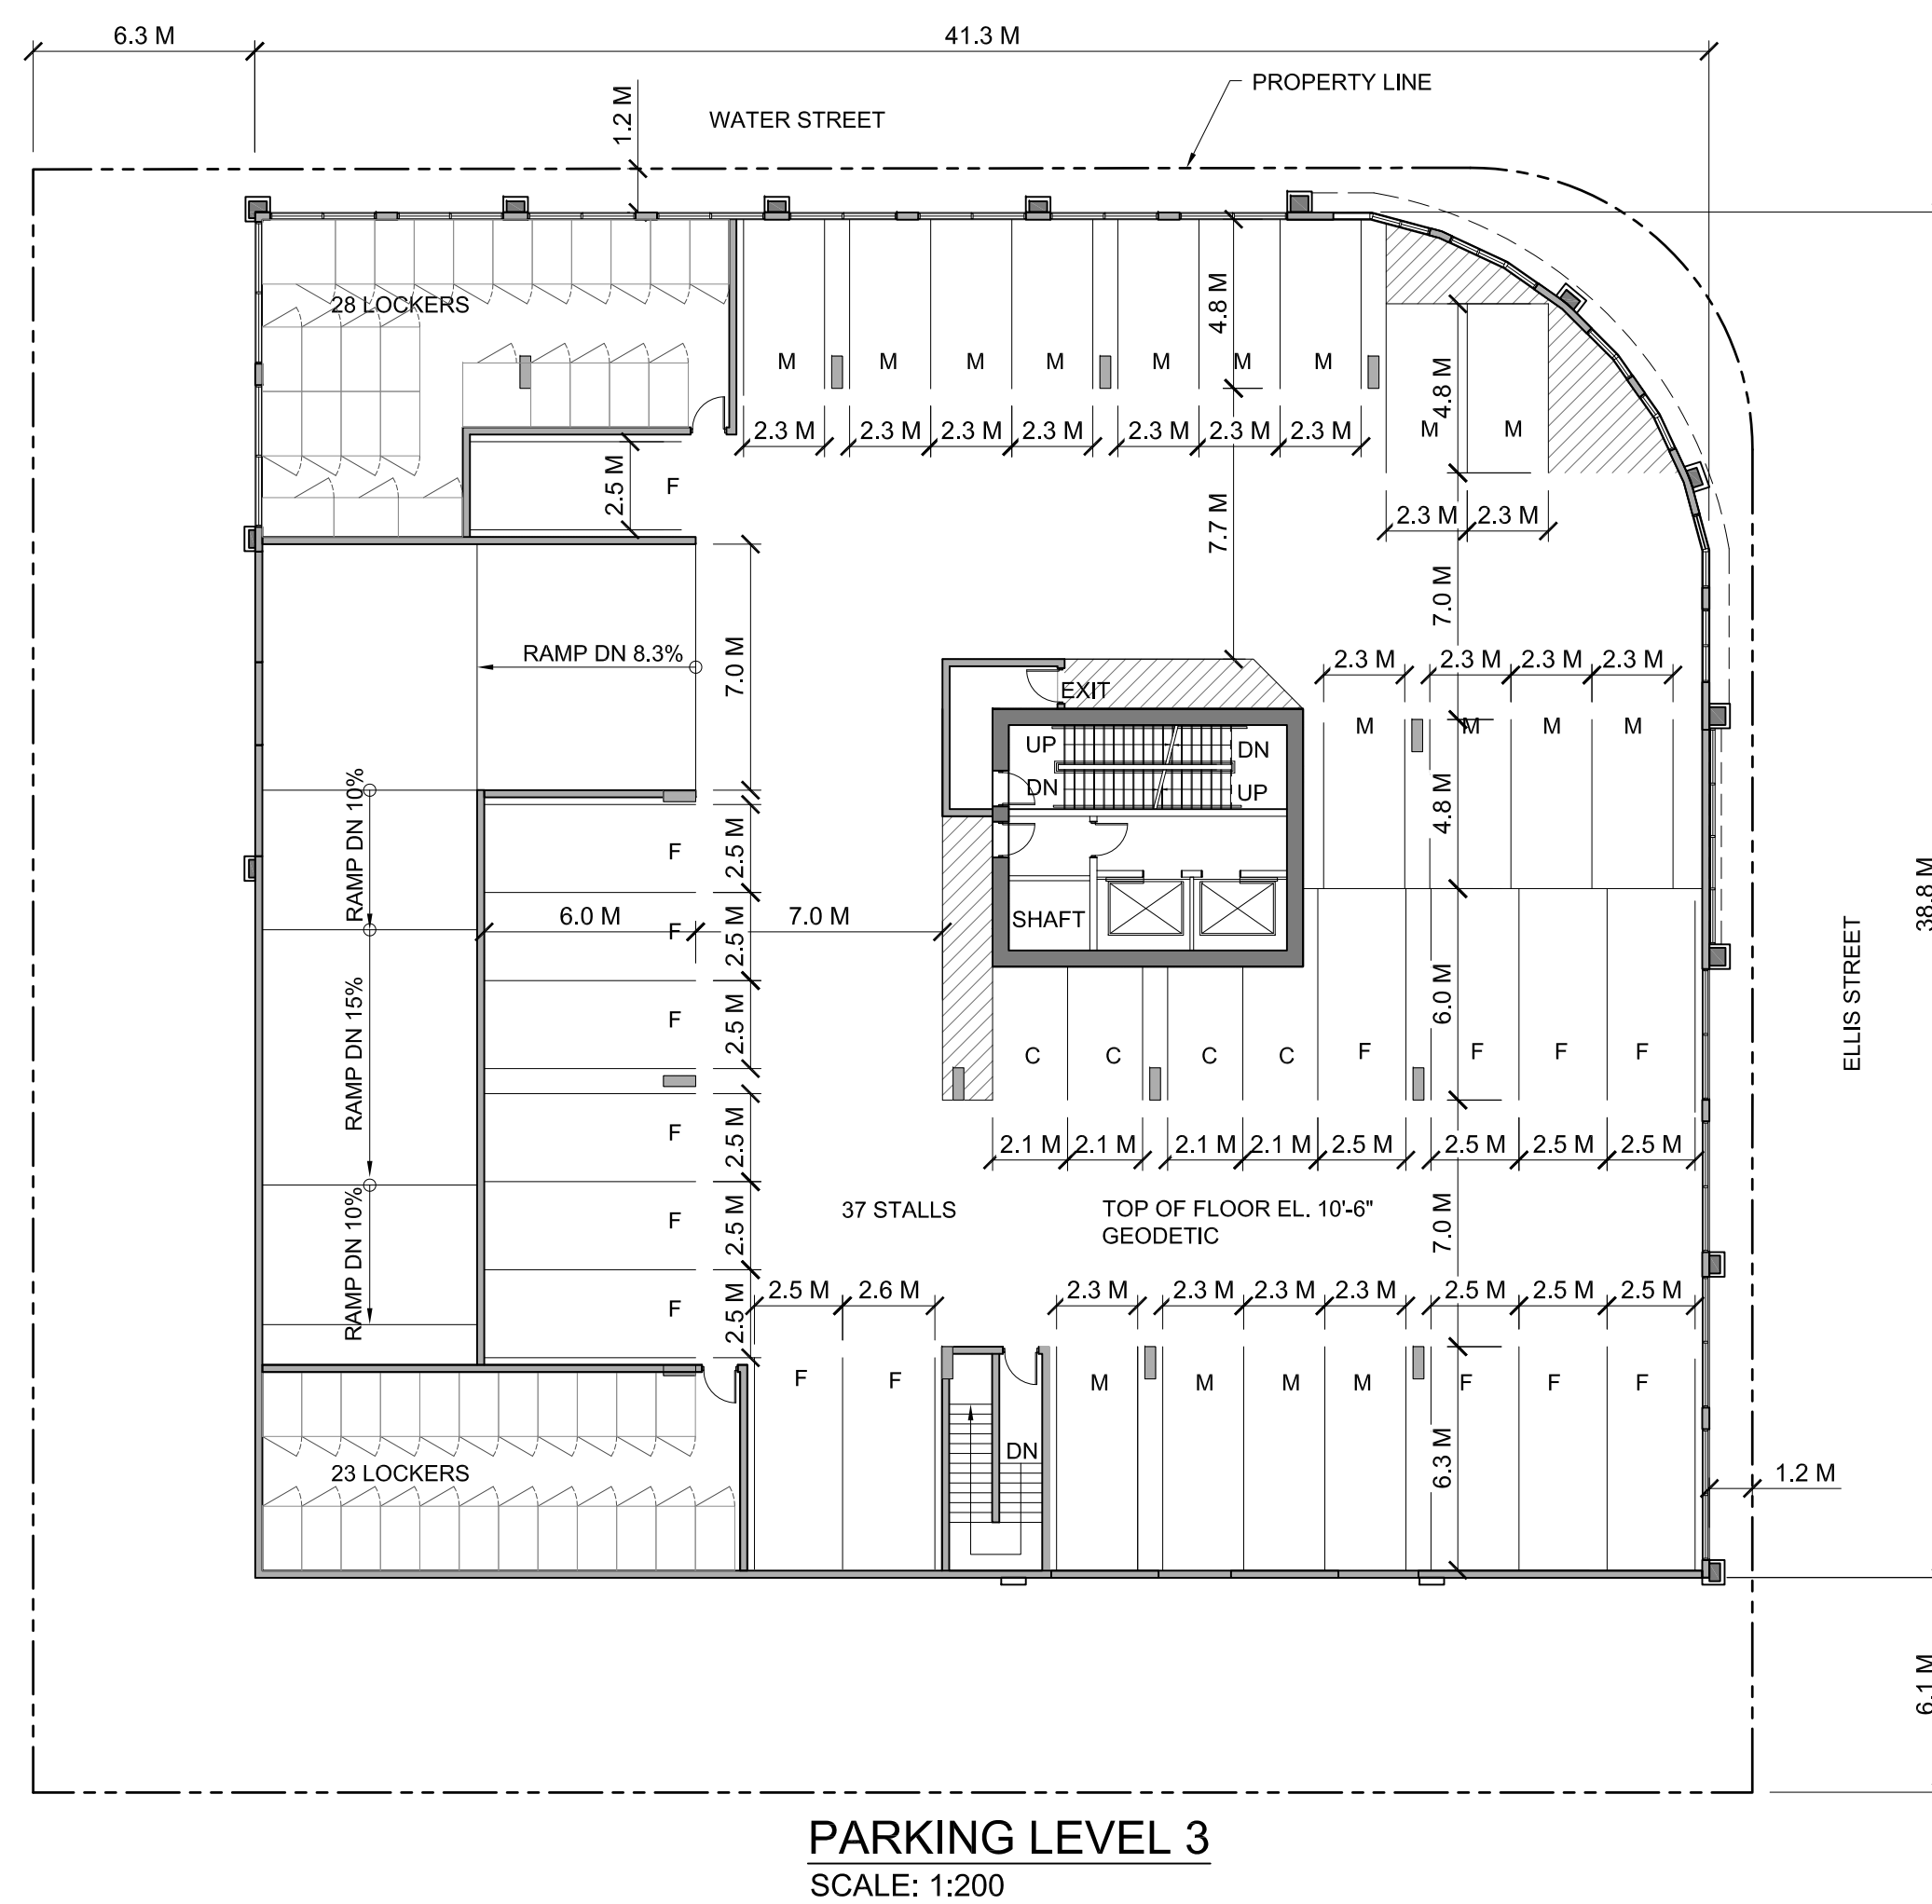 6.3 M
41.3 M
1.2 M
WATER STREET
PROPERTY LINE
28 LOCKERS
4.8 M
M
M
M
M
M
M
M
2.3 M
2.3 M
2.3 M
2.3 M
2.3 M
2.3 M
2.3 M
4.8 M
M
M
2.5 M
F
7.7 M
2.3 M
2.3 M
7.0 M
RAMP DN 8.3%
7.0 M
2.3 M
2.3 M
2.3 M
2.3 M
EXIT
M
M
M
M
UP
DN
DN
UP
RAMP DN 10%
F
2.5 M
4.8 M
38.8 M
6.0 M
7.0 M
F
2.5 M
SHAFT
ELLIS STREET
RAMP DN 15%
F
2.5 M
6.0 M
C
C
C
C
F
F
F
F
F
2.5 M
2.1 M
2.1 M
2.1 M
2.1 M
2.5 M
2.5 M
2.5 M
2.5 M
RAMP DN 10%
F
2.5 M
37 STALLS
TOP OF FLOOR EL. 10'-6"
GEODETIC
7.0 M
F
2.5 M
2.5 M
2.6 M
2.3 M
2.3 M
2.3 M
2.3 M
2.5 M
2.5 M
2.5 M
F
F
M
M
M
M
F
F
F
23 LOCKERS
DN
6.3 M
1.2 M
6.1 M
PARKING LEVEL 3
SCALE: 1:200